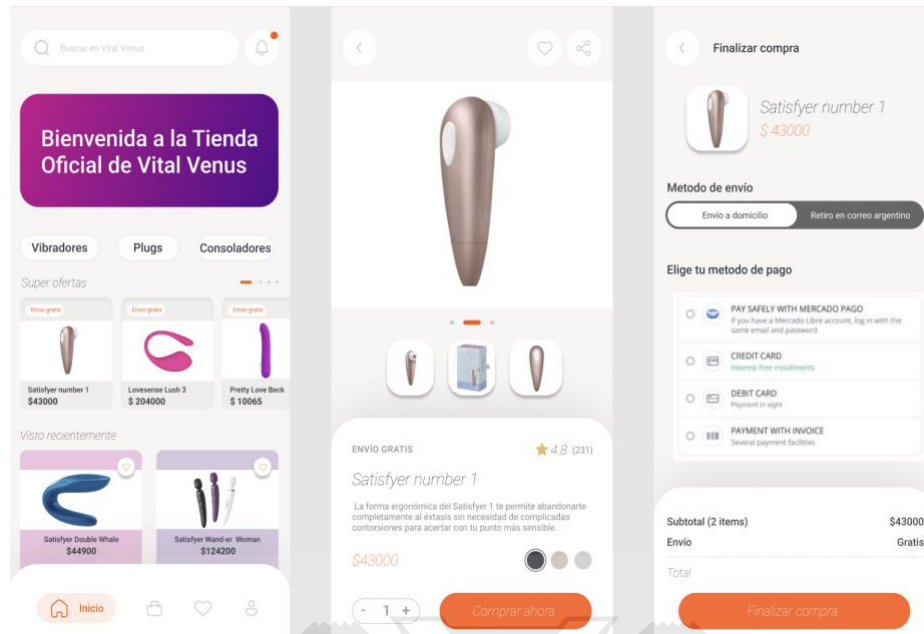 Buscar en Vital Venus
Bienvenida a la Tienda
Oficial de Vital Venus
Vibradores
Plugs
Consoladores
Super ofertas
Envio gratis
Envio gratis
Envio gratis
Satisfyer number 1
$43000
Lovesense Lush 3
$ 204000
Pretty Love Beck
$ 10065
Visto recientemente
Satisfyer Double Whale
$44900
Satisfyer Wand-er Woman
$124200
Inicio
ENVÍO GRATIS
4.8 (231)
Satisfyer number 1
La forma ergonómica del Satisfyer 1 te permite abandonarte
completamente al éxtasis sin necesidad de complicadas
contorsiones para acertar con tu punto más sensible.
$43000
- 1 +
Comprar ahora
Finalizar compra
Satisfyer number 1
$ 43000
Metodo de envío
Envío a domicilio
Retiro en correo argentino
Elige tu metodo de pago
PAY SAFELY WITH MERCADO PAGO
If you have a Mercado Libre account, log in with the
same email and password
CREDIT CARD
Interest free installments
DEBIT CARD
Payment in sight
PAYMENT WITH INVOICE
Several payment facilities
Subtotal (2 items) $43000
Envío Gratis
Total
Finalizar compra